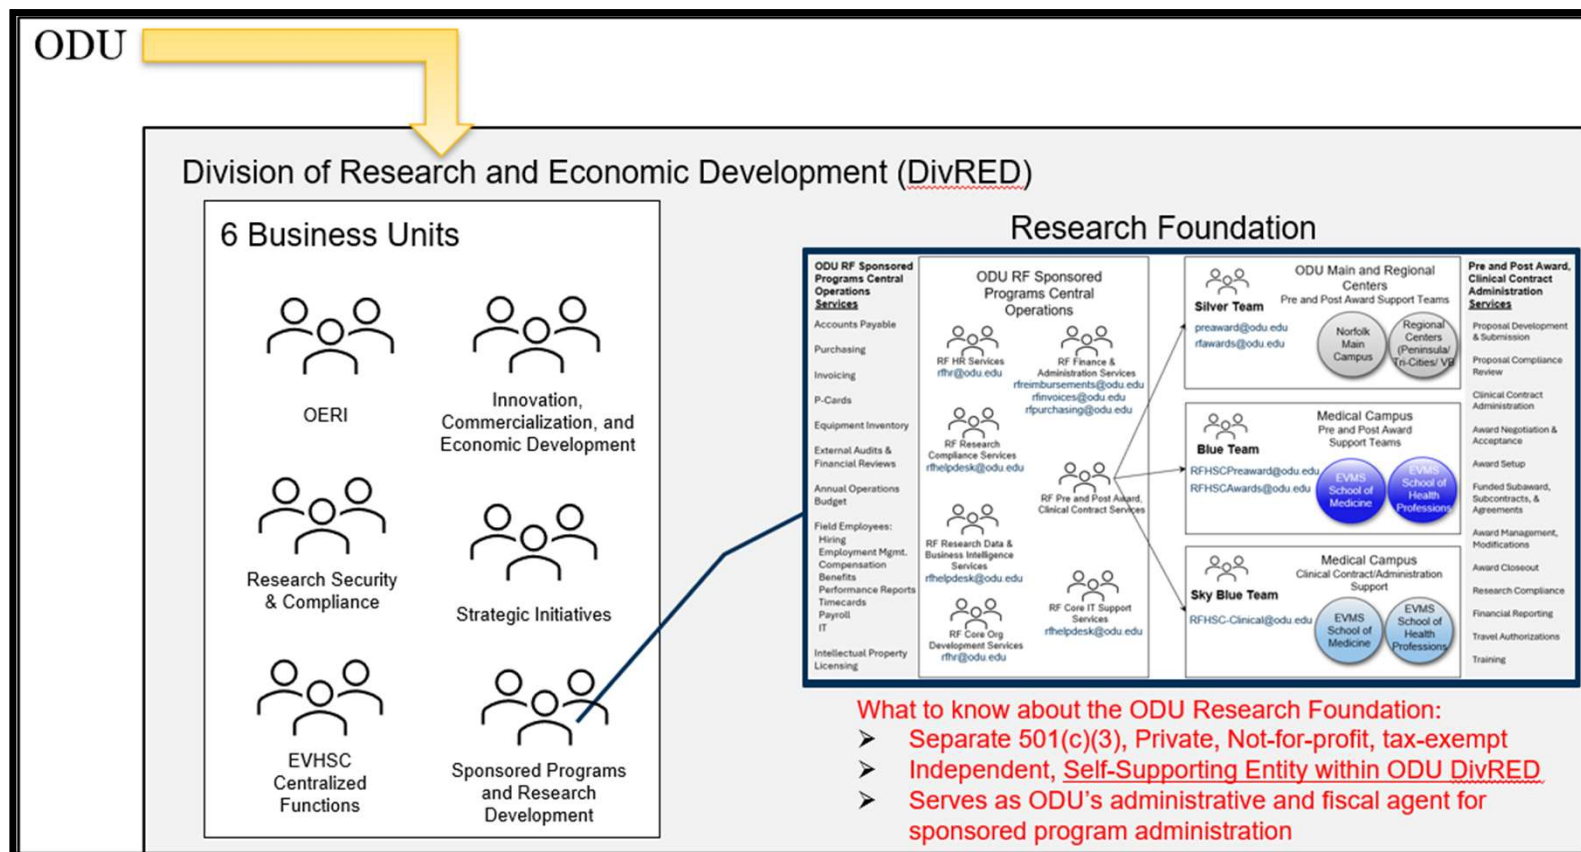 ODU
Division of Research and Economic Development (DivRED)
6 Business Units
OERI
Innovation,
Commercialization, and
Economic Development
Research Security
& Compliance
Strategic Initiatives
EVHSC
Centralized
Functions
Sponsored Programs
and Research
Development
Research Foundation
ODU RF Sponsored
Programs Central
Operations
Services
Accounts Payable
Purchasing
Invoicing
P-Cards
Equipment Inventory
External Audits &
Financial Reviews
Annual Operations
Budget
Field Employees:
Hiring
Employment Mgmt.
Compensation
Benefits
Performance Reports
Timecards
Payroll
IT
Intellectual Property
Licensing
ODU RF Sponsored
Programs Central
Operations
RF HR Services
rfhr@odu.edu
RF Finance &
Administration Services
rfreimbursements@odu.edu
rfinvoices@odu.edu
rfpurchasing@odu.edu
RF Research
Compliance Services
rfhelpdesk@odu.edu
RF Pre and Post Award,
Clinical Contract Services
RF Research Data &
Business Intelligence
Services
rfhelpdesk@odu.edu
RF Core IT Support
Services
rfhelpdesk@odu.edu
RF Core Org
Development Services
rfhr@odu.edu
Silver Team
preaward@odu.edu
rfawards@odu.edu
ODU Main and Regional
Centers
Pre and Post Award Support Teams
Norfolk
Main
Campus
Regional
Centers
(Peninsula/
Tri-Cities/ VB
Blue Team
RFHSCPreaward@odu.edu
RFHSCAwards@odu.edu
Medical Campus
Pre and Post Award
Support Teams
EVMS
School of
Medicine
EVMS
School of
Health
Professions
Sky Blue Team
RFHSC-Clinical@odu.edu
Medical Campus
Clinical Contract/Administration
Support
EVMS
School of
Medicine
EVMS
School of
Health
Professions
Pre and Post Award,
Clinical Contract
Administration
Services
Proposal Development
& Submission
Proposal Compliance
Review
Clinical Contract
Administration
Award Negotiation &
Acceptance
Award Setup
Funded Subaward,
Subcontracts, &
Agreements
Award Management,
Modifications
Award Closeout
Research Compliance
Financial Reporting
Travel Authorizations
Training
What to know about the ODU Research Foundation:
➢ Separate 501(c)(3), Private, Not-for-profit, tax-exempt
➢ Independent, Self-Supporting Entity within ODU DivRED
➢ Serves as ODU's administrative and fiscal agent for
sponsored program administration